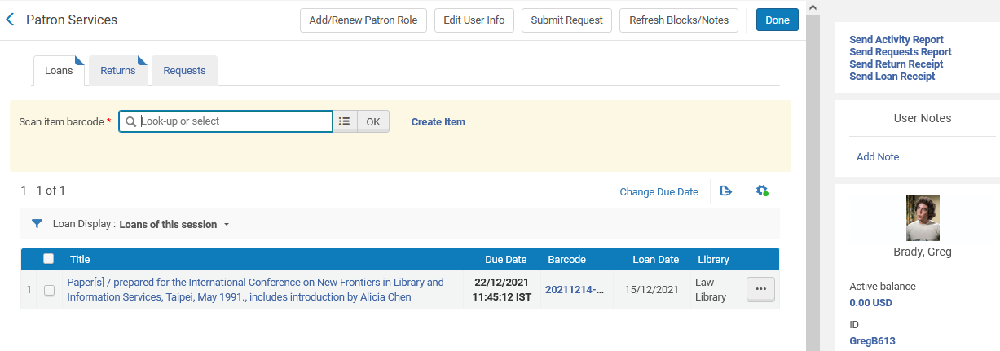 Patron Services
Add/Renew Patron Role
Edit User Info
Submit Request
Refresh Blocks/Notes
Done
Loans
Returns
Requests
Scan item barcode *
Look-up or select
OK
Create Item
1 - 1 of 1
Change Due Date
Loan Display : Loans of this session
Title
Due Date
Barcode
Loan Date
Library
1
Paper[s] / prepared for the International Conference on New Frontiers in Library and
Information Services, Taipei, May 1991., includes introduction by Alicia Chen
22/12/2021
11:45:12 IST
20211214-...
15/12/2021
Law
Library
Send Activity Report
Send Requests Report
Send Return Receipt
Send Loan Receipt
User Notes
Add Note
Brady, Greg
Active balance
0.00 USD
ID
GregB613